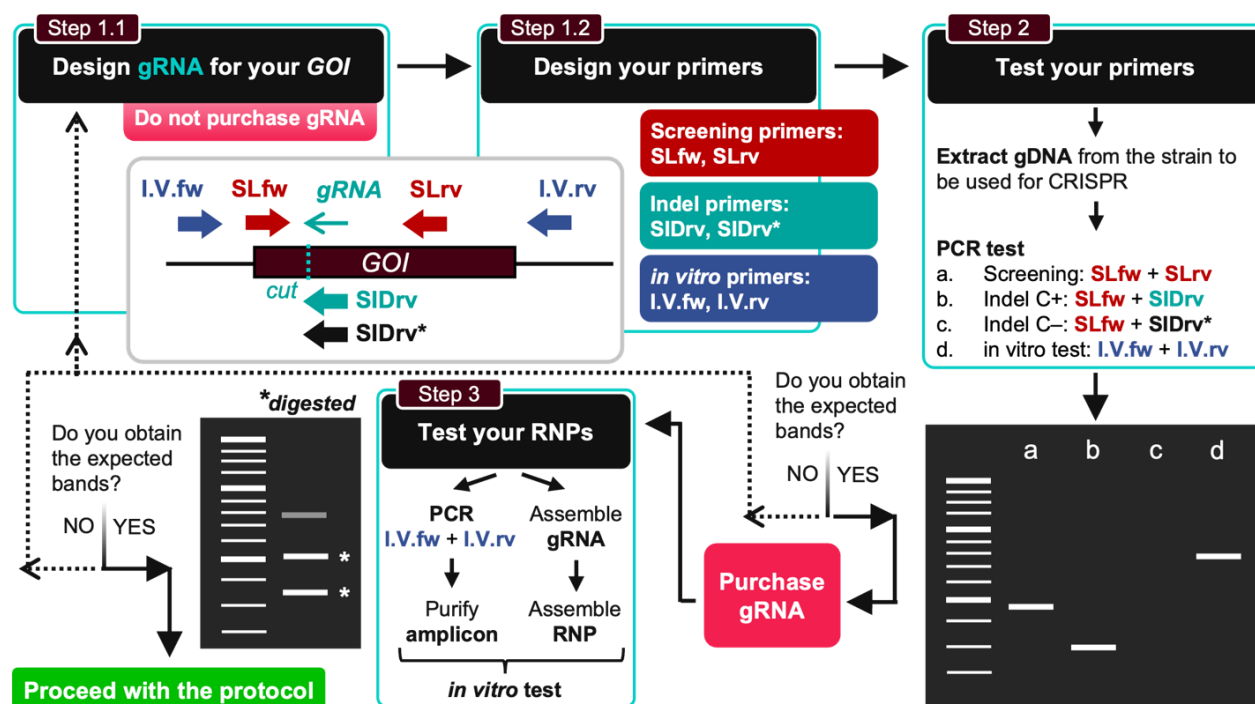 Step 1.1
Design gRNA for your GOI
Do not purchase gRNA
Step 1.2
Design your primers
Screening primers:
SLfw, SLrv
Indel primers:
SIDrv, SIDrv*
in vitro primers:
I.V.fw, I.V.rv
I.V.fw
SLfw
gRNA
SLrv
I.V.rv
GOI
cut
SIDrv
SIDrv*
Step 2
Test your primers
Extract gDNA from the strain to
be used for CRISPR
PCR test
a. Screening: SLfw + SLrv
b. Indel C+: SLfw + SIDrv
c. Indel C–: SLfw + SIDrv*
d. in vitro test: I.V.fw + I.V.rv
a b c d
Do you obtain
the expected
bands?
NO YES
Purchase
gRNA
Step 3
Test your RNPs
PCR
I.V.fw + I.V.rv
Purify
amplicon
Assemble
gRNA
Assemble
RNP
in vitro test
*digested
*
*
Do you obtain
the expected
bands?
NO YES
Proceed with the protocol